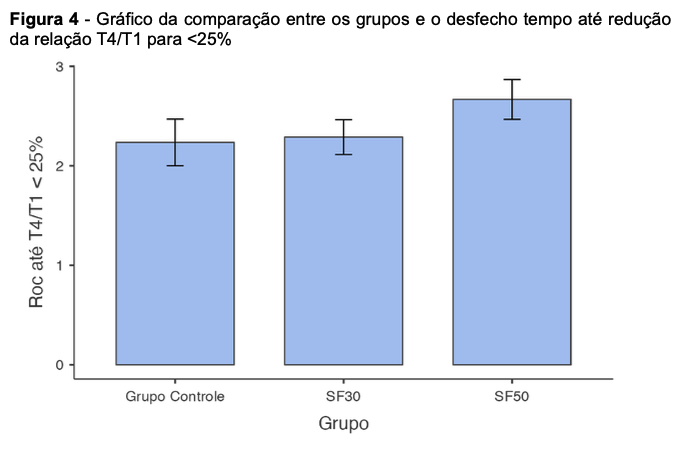 Figura 4 - Gráfico da comparação entre os grupos e o desfecho tempo até redução
da relação T4/T1 para <25%
3
2
1
0
Roc até T4/T1 < 25%
Grupo Controle
SF30
SF50
Grupo